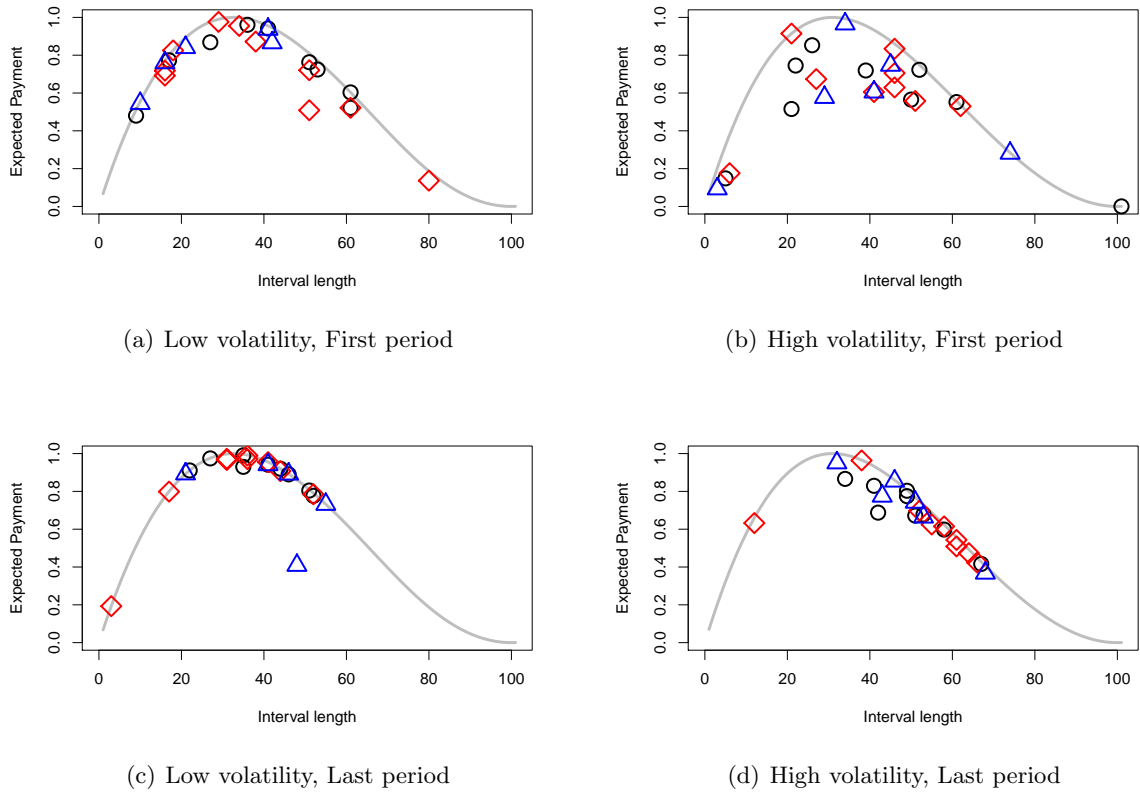 Expected Payment
0.0 0.2 0.4 0.6 0.8 1.0
0 20 40 60 80 100
Interval length
(a) Low volatility, First period
Expected Payment
0.0 0.2 0.4 0.6 0.8 1.0
0 20 40 60 80 100
Interval length
(b) High volatility, First period
Expected Payment
0.0 0.2 0.4 0.6 0.8 1.0
0 20 40 60 80 100
Interval length
(c) Low volatility, Last period
Expected Payment
0.0 0.2 0.4 0.6 0.8 1.0
0 20 40 60 80 100
Interval length
(d) High volatility, Last period